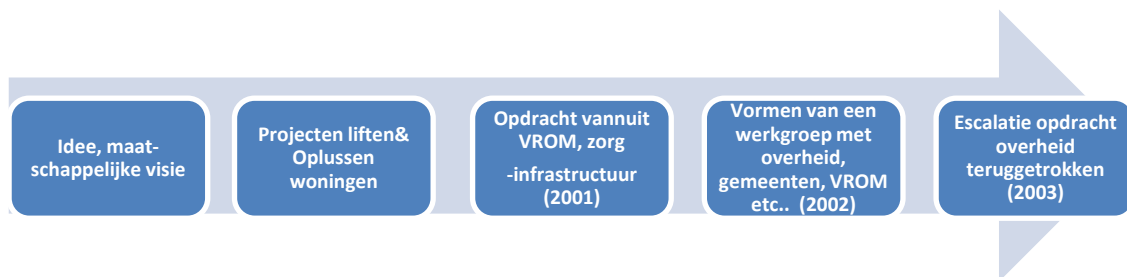 Idee, maat-
schappelijke visie
Projecten liften&
Oplussen
woningen
Opdracht vannuit
VROM, zorg
-infrastructuur
(2001)
Vormen van een
werkgroep met
overheid,
gemeenten, VROM
etc.. (2002)
Escalatie opdracht
overheid
teruggetrokken
(2003)